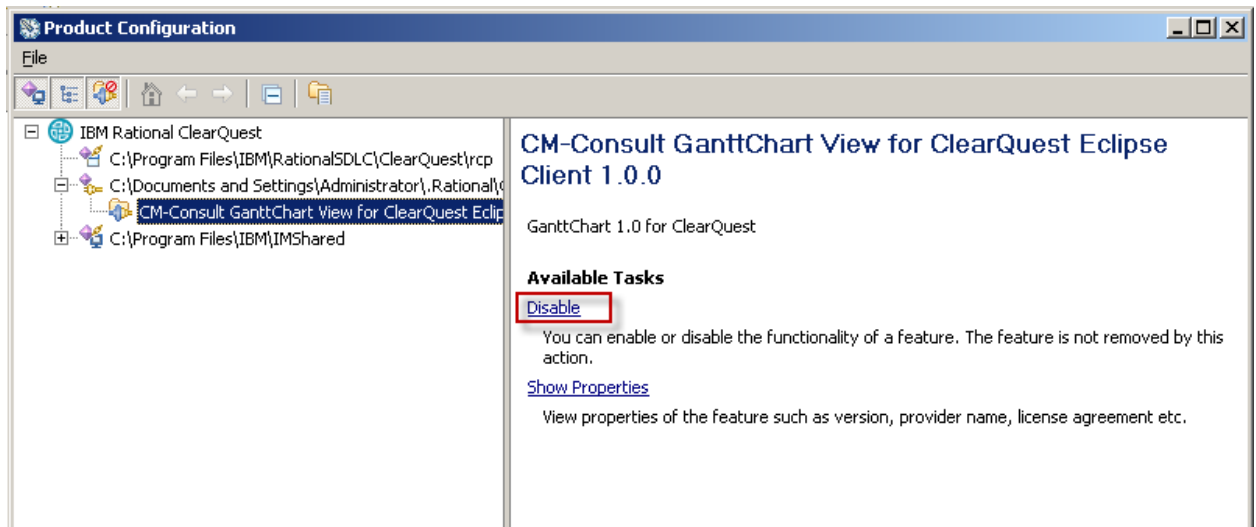 Product Configuration
File
IBM Rational ClearQuest
C:\Program Files\IBM\RationalSDLC\ClearQuest\rcp
C:\Documents and Settings\Administrator\.Rational\
CM-Consult GanttChart View for ClearQuest Eclip
C:\Program Files\IBM\IMShared
CM-Consult GanttChart View for ClearQuest Eclipse
Client 1.0.0
GanttChart 1.0 for ClearQuest
Available Tasks
Disable
You can enable or disable the functionality of a feature. The feature is not removed by this
action.
Show Properties
View properties of the feature such as version, provider name, license agreement etc.